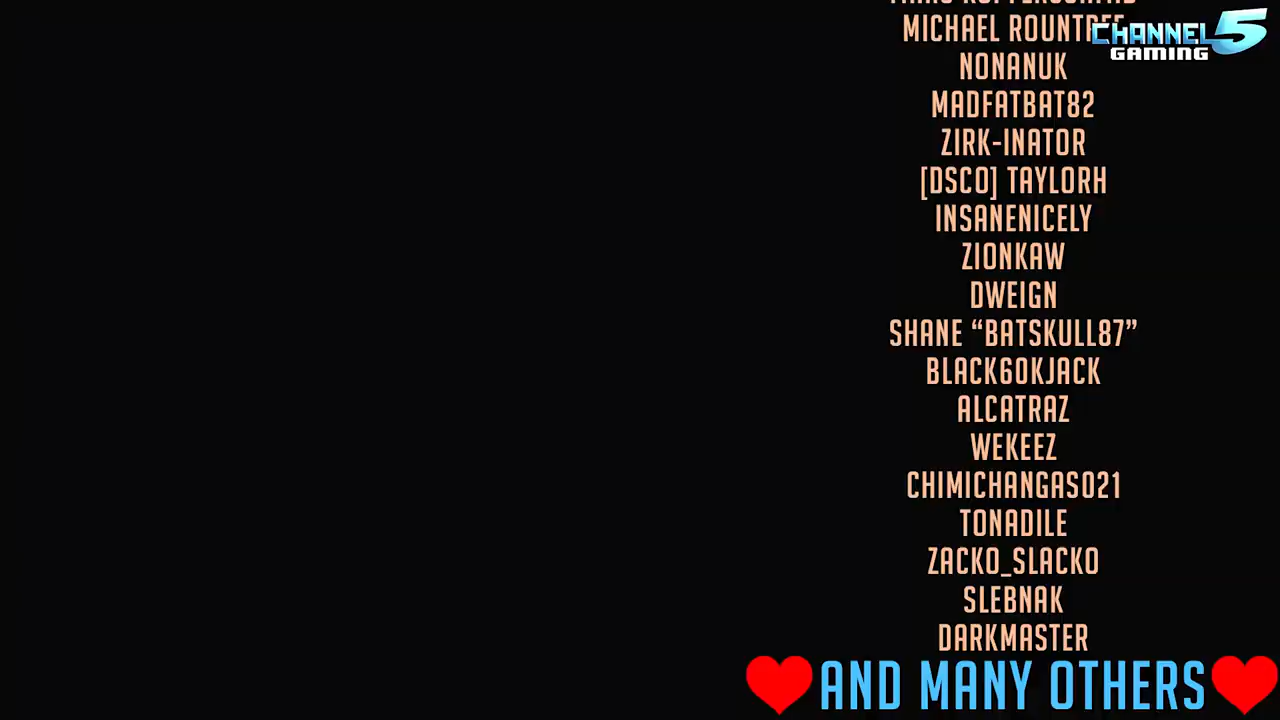 MICHAEL ROUNTREE
CHANNEL 5
GAMING
NONANUK
MADFATBAT82
ZIRK-INATOR
[DSCO] TAYLORH
INSANENICELY
ZIONKAW
DWEIGN
SHANE “BATSKULL87”
BLACK60KJACK
ALCATRAZ
WEKEEZ
CHIMICHANGAS021
TONADILE
ZACKO_SLACKO
SLEBNAK
DARKMASTER
AND MANY OTHERS